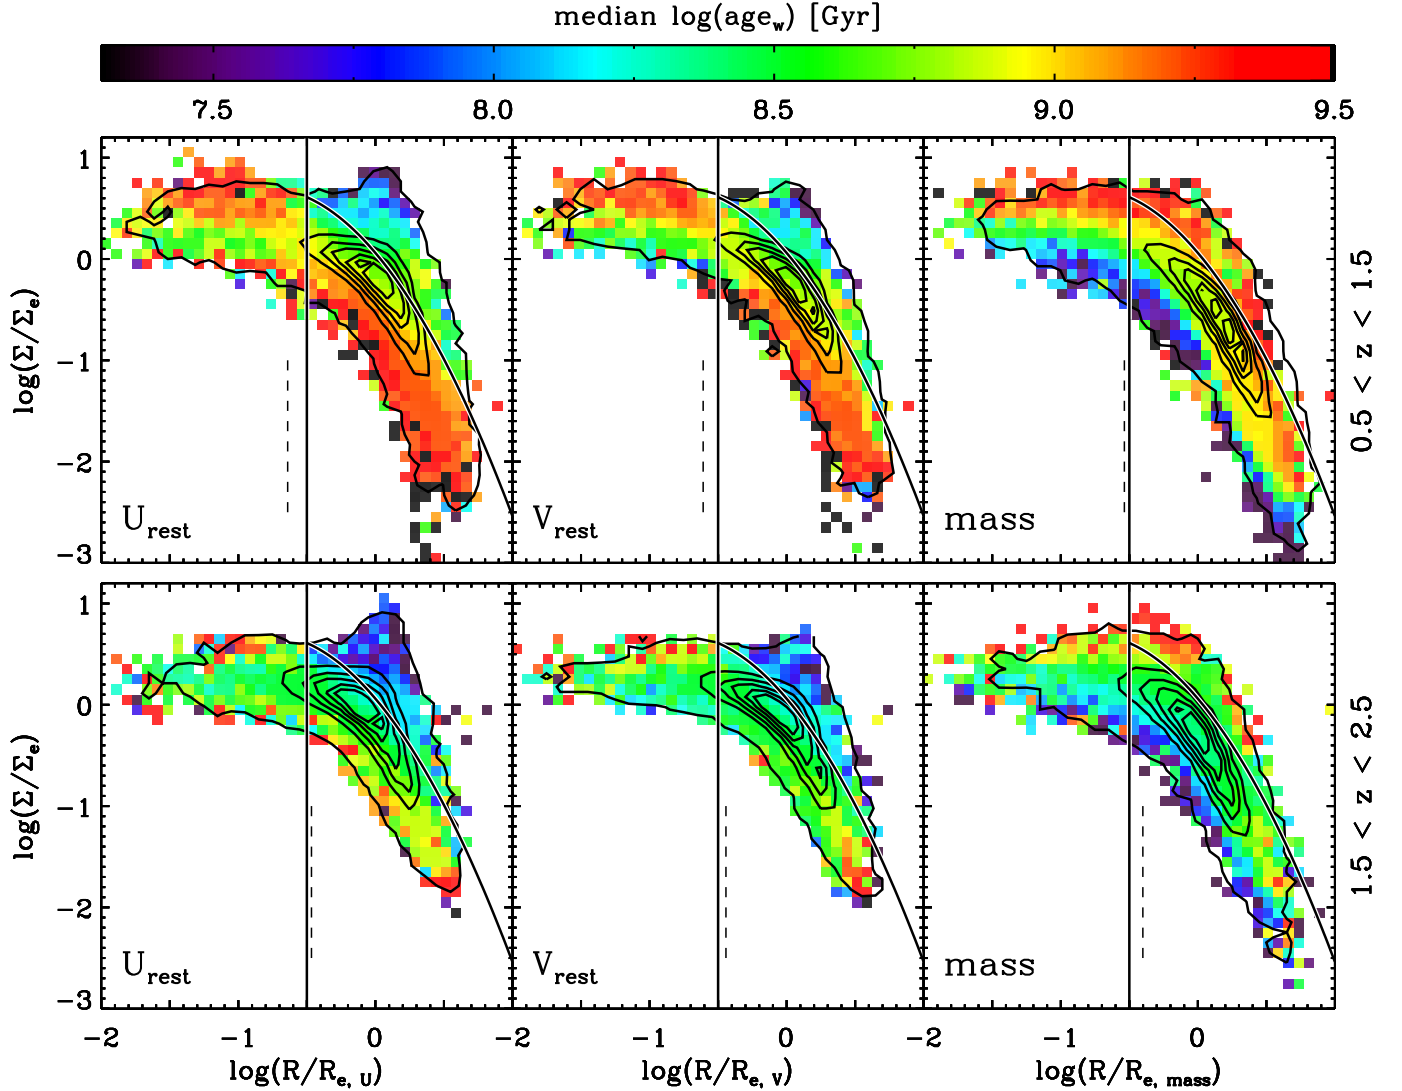 median log(age_w) [Gyr]
7.5 8.0 8.5 9.0 9.5
1
0
−1
−2
−3
log(Σ/Σ_e)
U_rest
V_rest
mass
0.5 < z < 1.5
1
0
−1
−2
−3
log(Σ/Σ_e)
U_rest
V_rest
mass
1.5 < z < 2.5
−2 −1 0 −2 −1 0 −2 −1 0 1
log(R/R_e, U)
log(R/R_e, V)
log(R/R_e, mass)